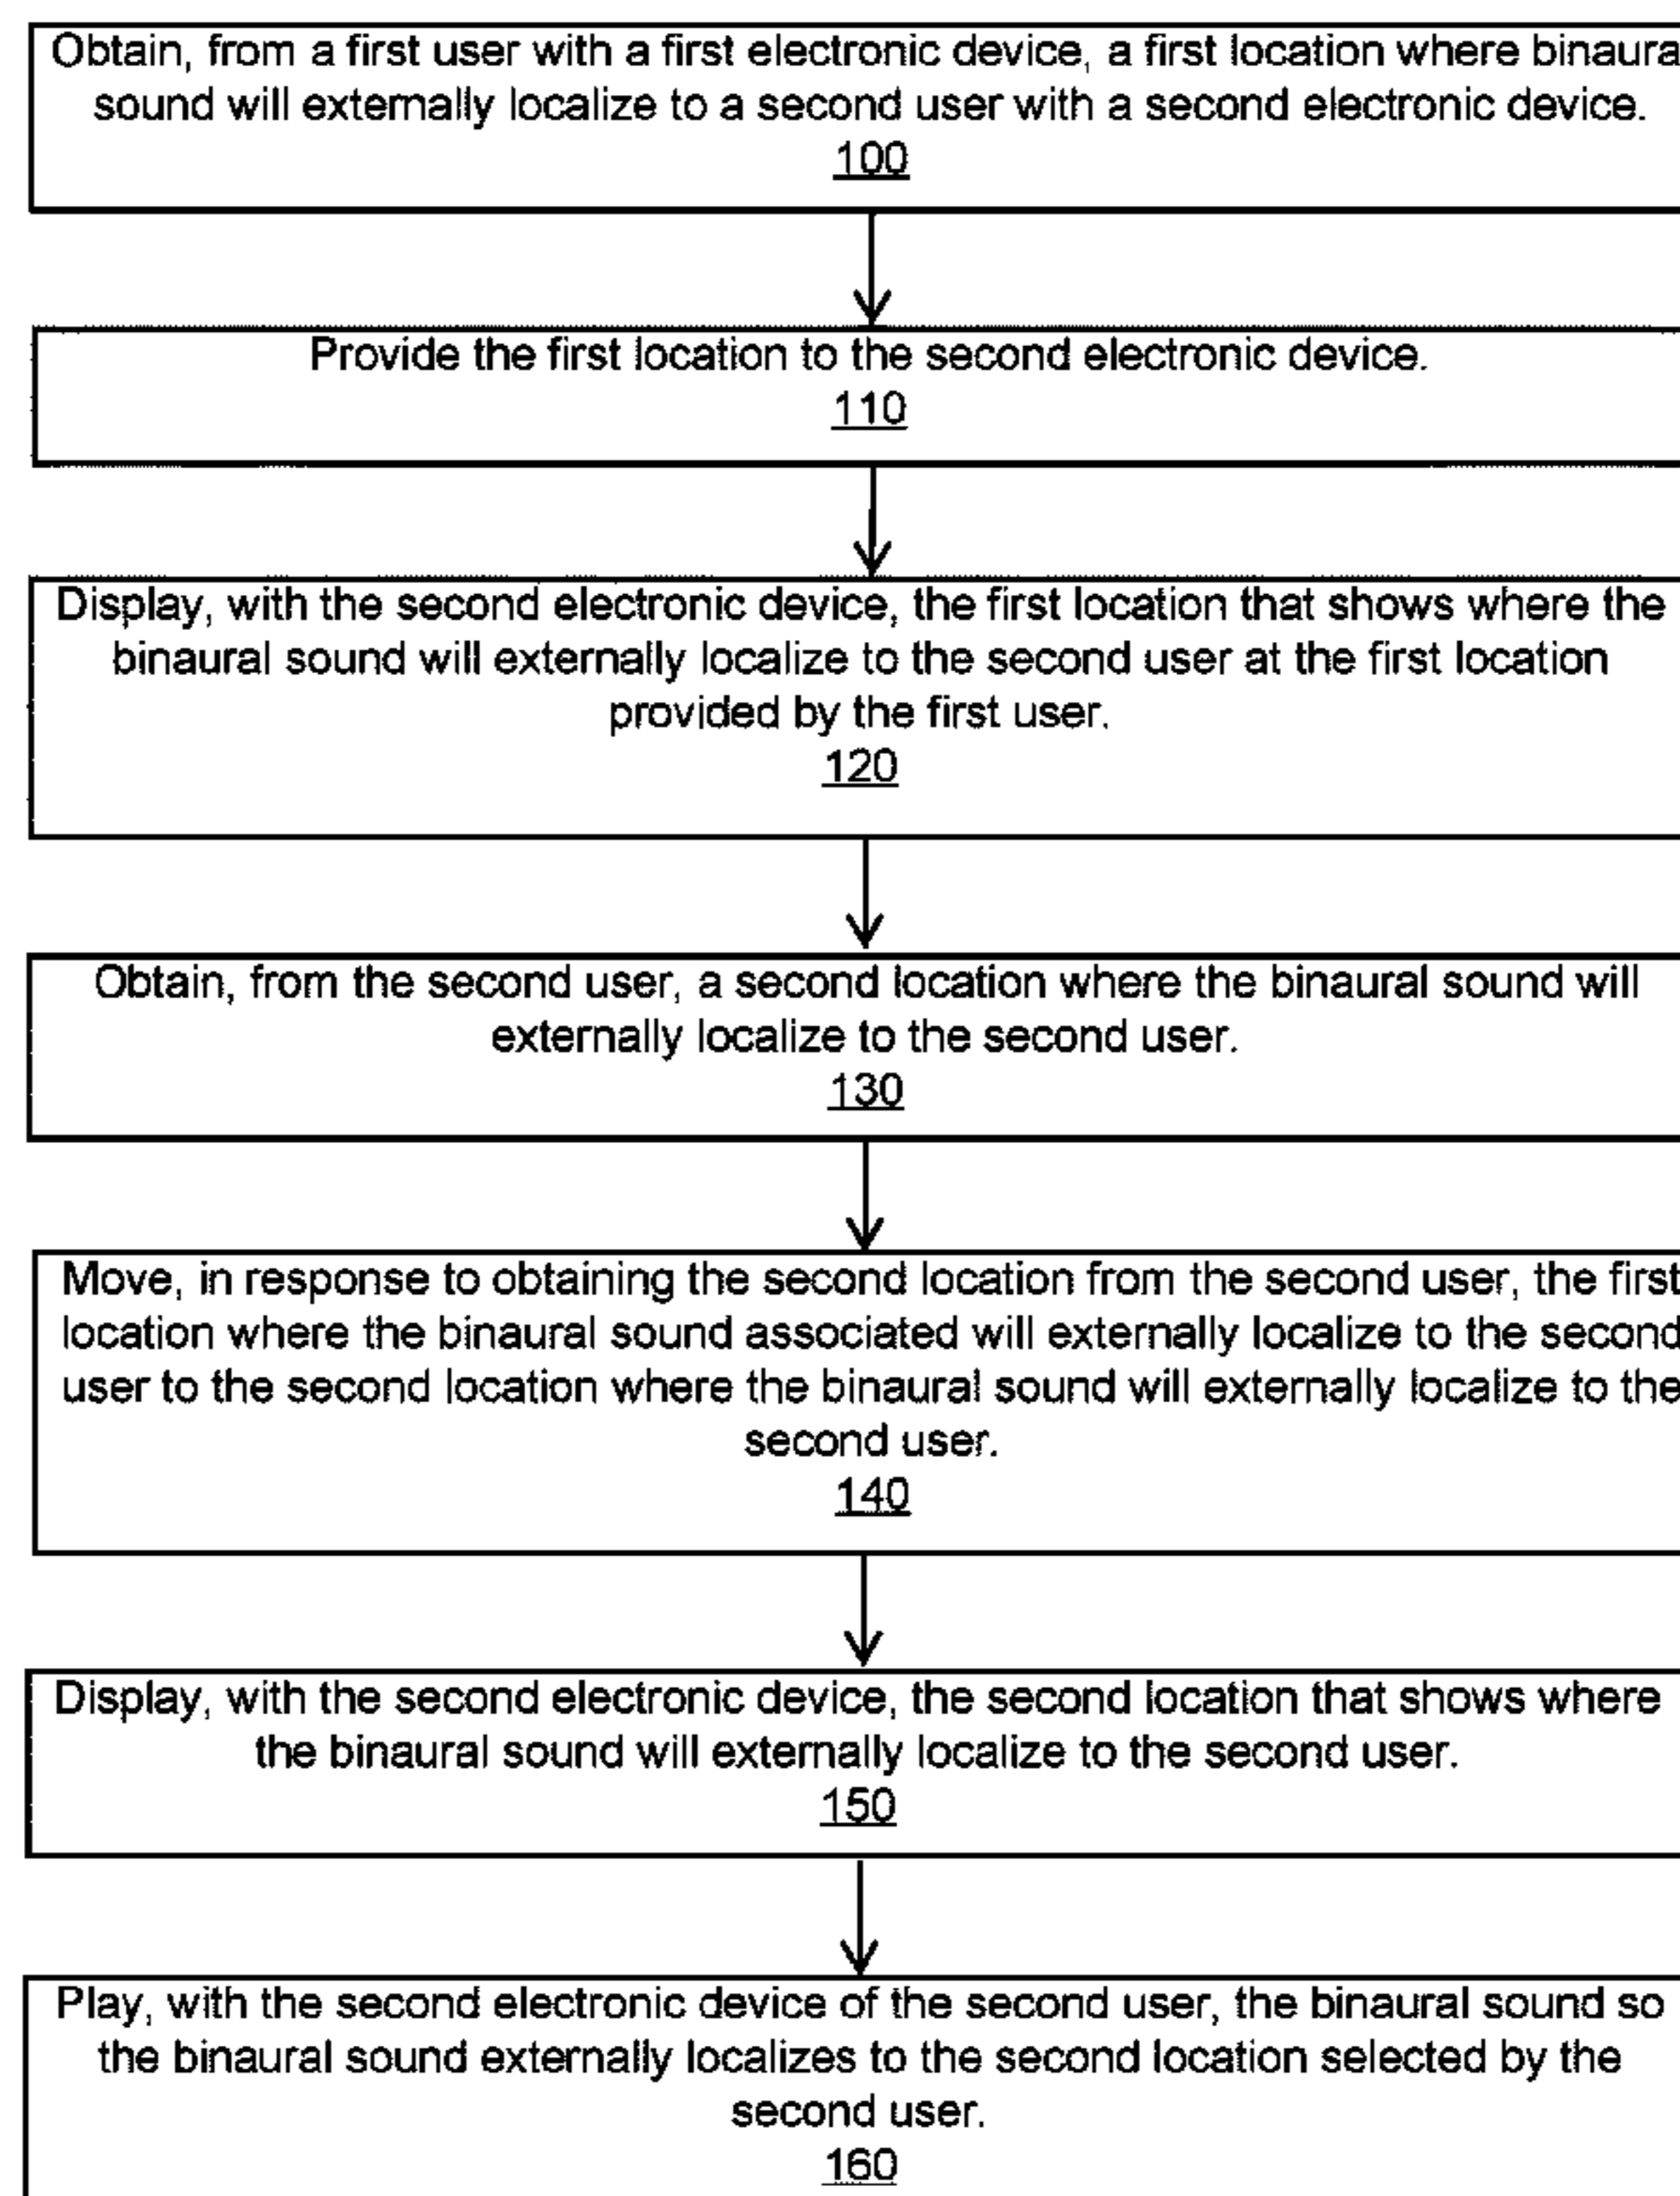 Obtain, from a first user with a first electronic device, a first location where binaura
sound will externally localize to a second user with a second electronic device.
100
Provide the first location to the second electronic device.
110
Display, with the second electronic device, the first location that shows where the
binaural sound will externally localize to the second user at the first location
provided by the first user.
120
Obtain, from the second user, a second location where the binaural sound will
externally localize to the second user.
130
Move, in response to obtaining the second location from the second user, the first
location where the binaural sound associated will externally localize to the second
user to the second location where the binaural sound will externally localize to the
second user.
140
Display, with the second electronic device, the second location that shows where
the binaural sound will externally localize to the second user.
150
Play, with the second electronic device of the second user, the binaural sound so
the binaural sound externally localizes to the second location selected by the
second user.
160